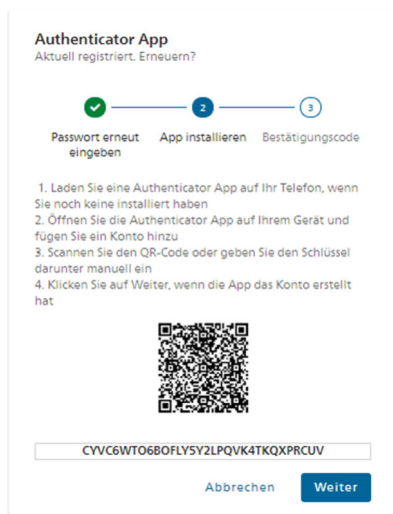 Authenticator App
Aktuell registriert. Erneuern?
2
3
Passwort erneut
eingeben
App installieren
Bestätigungscode
1. Laden Sie eine Authenticator App auf Ihr Telefon, wenn
Sie noch keine installiert haben
2. Öffnen Sie die Authenticator App auf Ihrem Gerät und
fügen Sie ein Konto hinzu
3. Scannen Sie den QR-Code oder geben Sie den Schlüssel
darunter manuell ein
4. Klicken Sie auf Weiter, wenn die App das Konto erstellt
hat
CYVC6WTO6BOFLY5Y2LPQVK4TKQXPRCUV
Abbrechen
Weiter